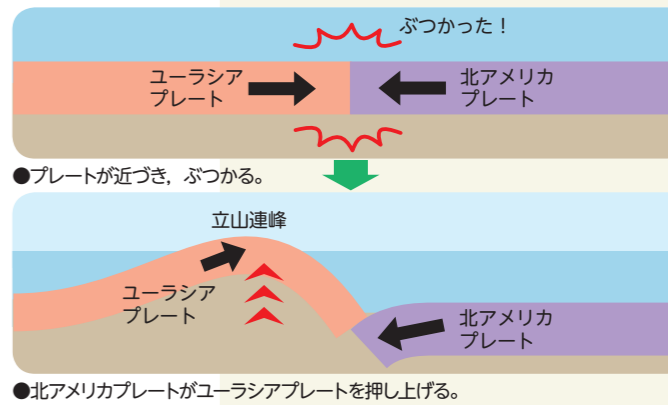 ぶつかった！
ユーラシア
プレート
北アメリカ
プレート
●プレートが近づき，ぶつかる。
立山連峰
ユーラシア
プレート
北アメリカ
プレート
●北アメリカプレートがユーラシアプレートを押し上げる。